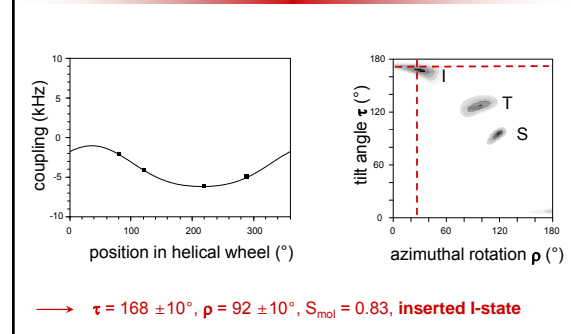 10
5
0
-5
-10
coupling (kHz)
0
100
200
300
position in helical wheel (°)
180
120
60
0
tilt angle τ (°)
I
T
S
0
60
120
180
azimuthal rotation ρ (°)
→ τ = 168 ±10°, ρ = 92 ±10°, Smol = 0.83, inserted I-state